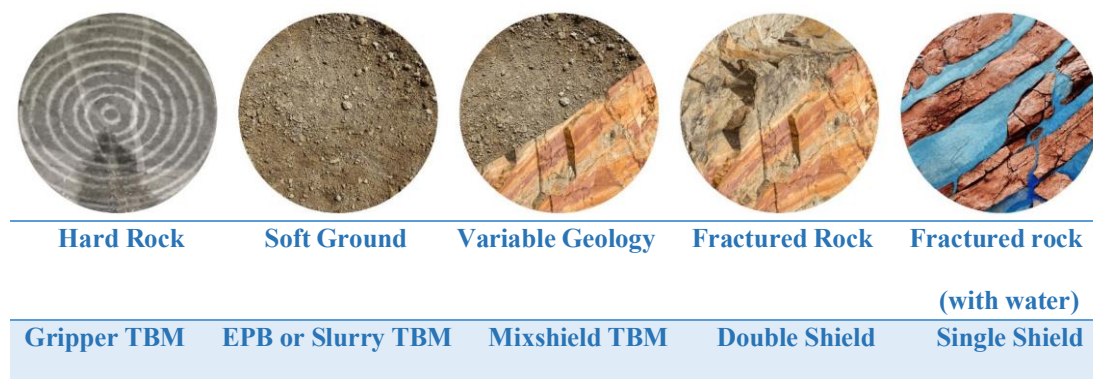 Hard Rock Soft Ground Variable Geology Fractured Rock Fractured rock
(with water)
Gripper TBM EPB or Slurry TBM Mixshield TBM Double Shield Single Shield